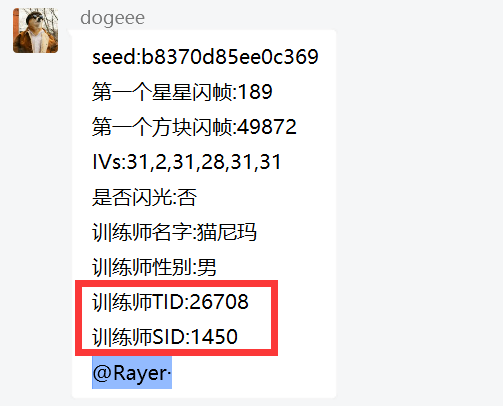 dogeee
seed:b8370d85ee0c369
第一个星星闪帧:189
第一个方块闪帧:49872
IVs:31,2,31,28,31,31
是否闪光:否
训练师名字:猫尼玛
训练师性别:男
训练师TID:26708
训练师SID:1450
@Rayer·